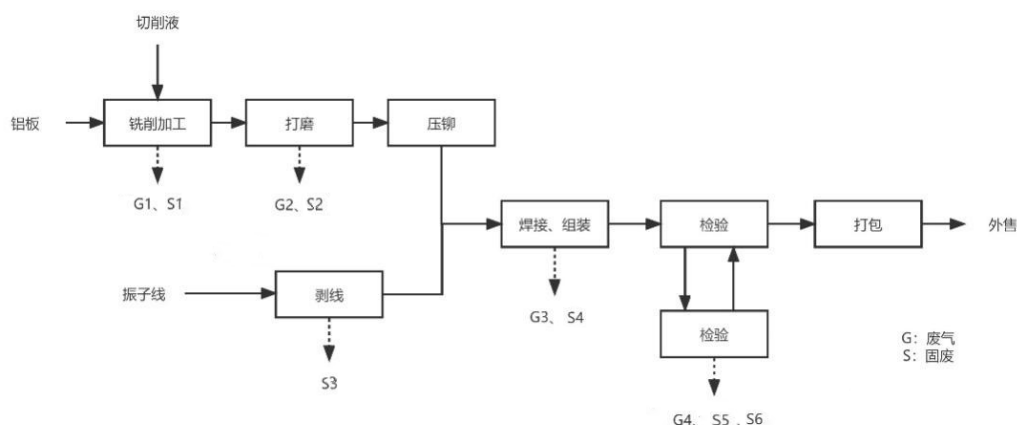 切削液
铝板
铣削加工
打磨
压铆
G1、S1
G2、S2
焊接、组装
检验
打包
外售
振子线
剥线
G3、 S4
检验
G：废气
S：固废
S3
G4、 S5 、S6